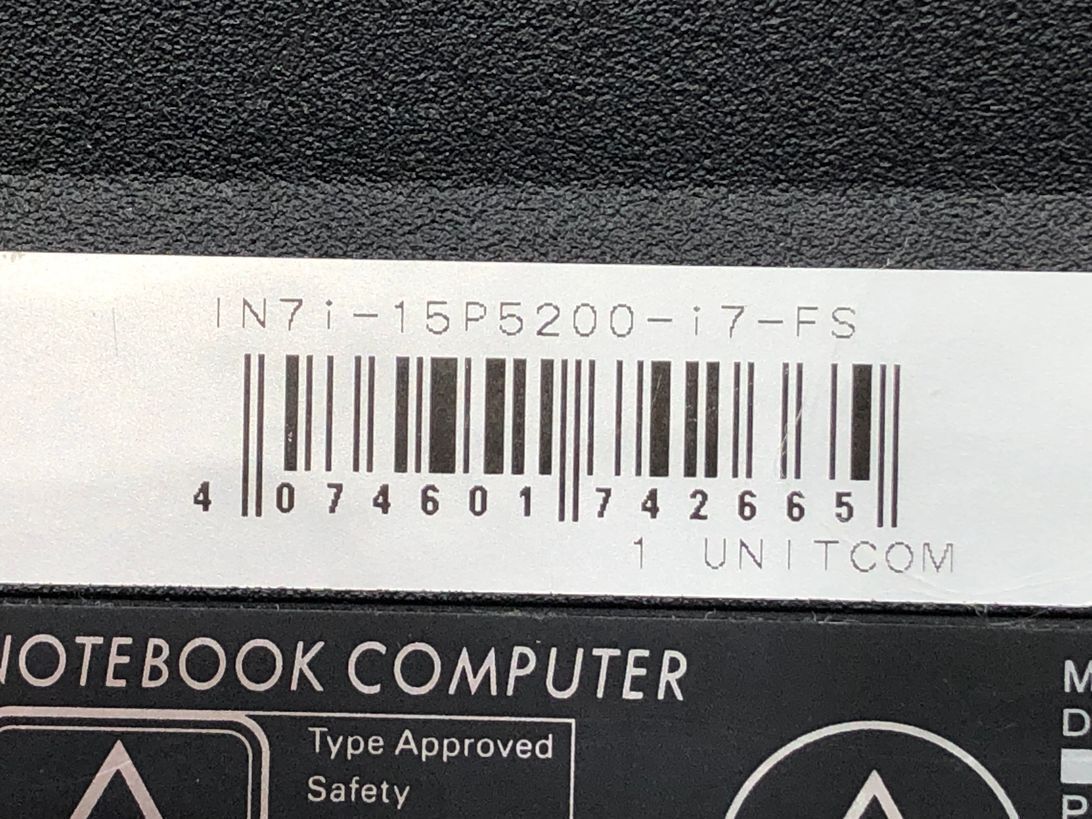 IN7i-15P5200-i7-FS
4 074601 742665
1 UNITCOM
NOTEBOOK COMPUTER
Type Approved
Safety